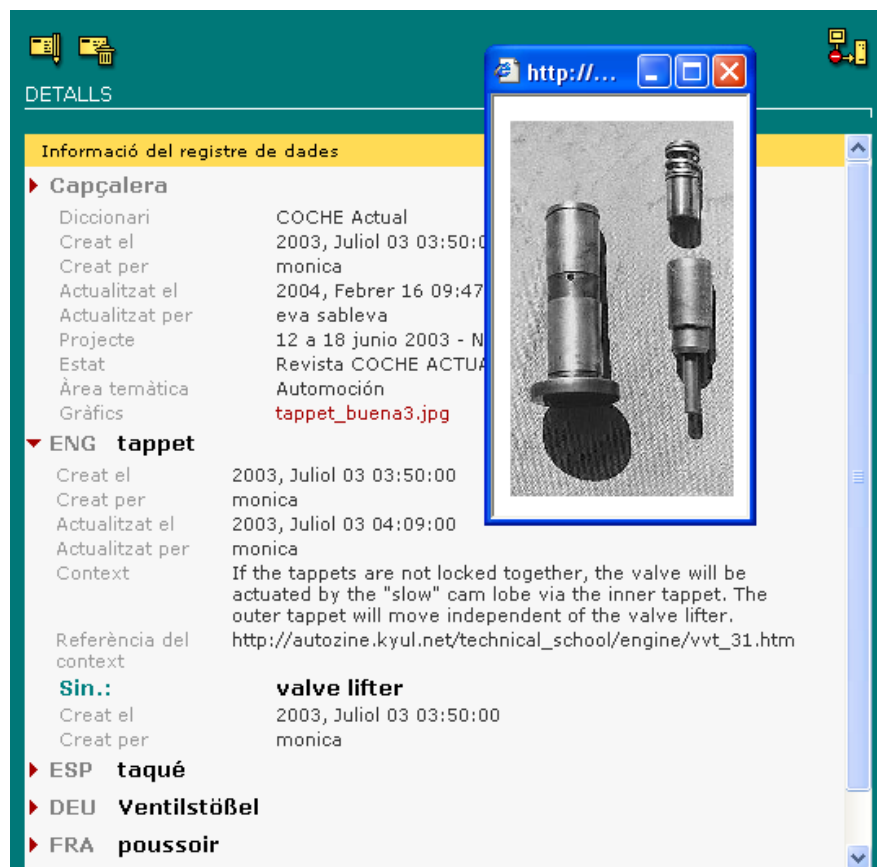 DETALLS
http://...
Informació del registre de dades
Capçalera
Diccionari COCHE Actual
Creat el 2003, Juliol 03 03:50:0
Creat per monica
Actualitzat el 2004, Febrer 16 09:47
Actualitzat per eva sableva
Projecte 12 a 18 junio 2003 - N
Estat Revista COCHE ACTUA
Àrea temàtica Automoción
Gràfics tappet_buena3.jpg
ENG tappet
Creat el 2003, Juliol 03 03:50:00
Creat per monica
Actualitzat el 2003, Juliol 03 04:09:00
Actualitzat per monica
Context If the tappets are not locked together, the valve will be
actuated by the "slow" cam lobe via the inner tappet. The
outer tappet will move independent of the valve lifter.
Referència del http://autozine.kyul.net/technical_school/engine/vvt_31.htm
context
Sin.: valve lifter
Creat el 2003, Juliol 03 03:50:00
Creat per monica
ESP taqué
DEU Ventilstößel
FRA poussoir